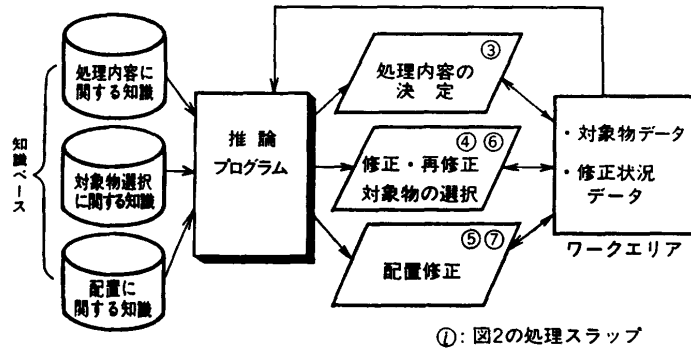 知識ベース
処理内容に
関する知識
対象物選択
に関する知識
配置に
関する知識
推論
プログラム
③
処理内容の
決定
④ ⑥
修正・再修正
対象物の選択
⑤ ⑦
配置修正
・対象物データ
・修正状況
データ
ワークエリア
ⓘ: 図2の処理スラップ